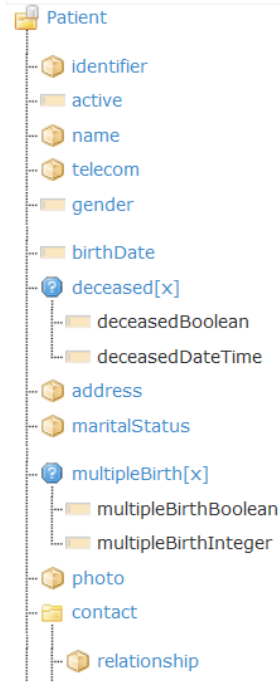 Patient
identifier
active
name
telecom
gender
birthDate
deceased[x]
deceasedBoolean
deceasedDateTime
address
maritalStatus
multipleBirth[x]
multipleBirthBoolean
multipleBirthInteger
photo
contact
relationship